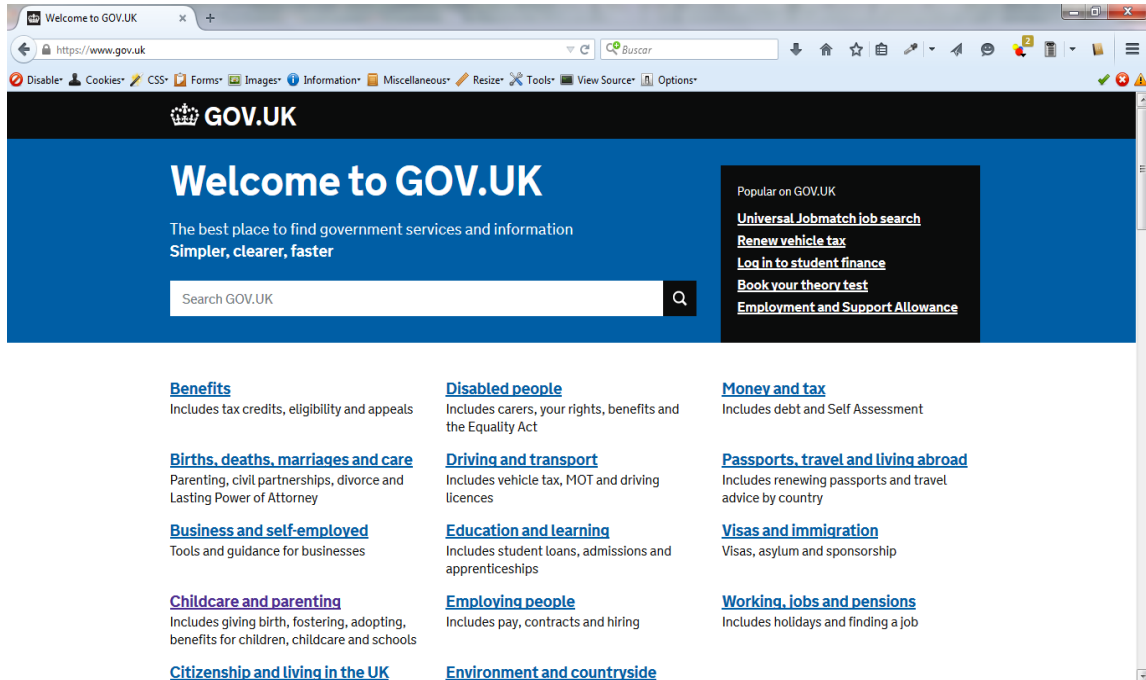 Welcome to GOV.UK
https://www.gov.uk
Buscar
2
Disable
Cookies
CSS
Forms
Images
Information
Miscellaneous
Resize
Tools
View Source
Options
GOV.UK
Welcome to GOV.UK
The best place to find government services and information
Simpler, clearer, faster
Search GOV.UK
Popular on GOV.UK
Universal Jobmatch job search
Renew vehicle tax
Log in to student finance
Book your theory test
Employment and Support Allowance
Benefits
Includes tax credits, eligibility and appeals
Births, deaths, marriages and care
Parenting, civil partnerships, divorce and
Lasting Power of Attorney
Business and self-employed
Tools and guidance for businesses
Childcare and parenting
Includes giving birth, fostering, adopting,
benefits for children, childcare and schools
Citizenship and living in the UK
Disabled people
Includes carers, your rights, benefits and
the Equality Act
Driving and transport
Includes vehicle tax, MOT and driving
licences
Education and learning
Includes student loans, admissions and
apprenticeships
Employing people
Includes pay, contracts and hiring
Environment and countryside
Money and tax
Includes debt and Self Assessment
Passports, travel and living abroad
Includes renewing passports and travel
advice by country
Visas and immigration
Visas, asylum and sponsorship
Working, jobs and pensions
Includes holidays and finding a job